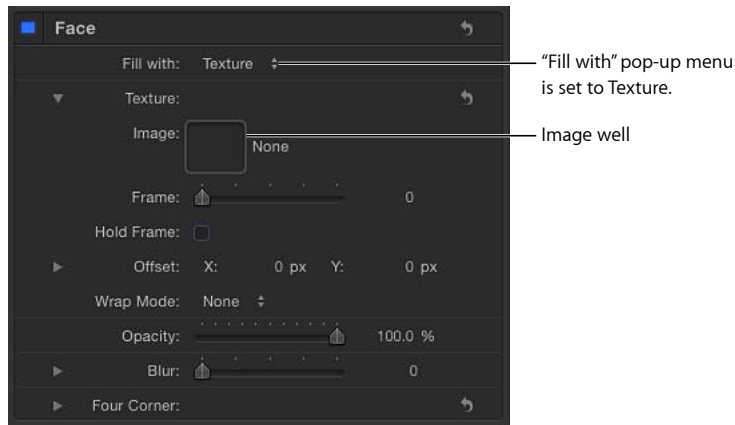 Face
Fill with: Texture
“Fill with” pop-up menu
is set to Texture.
Texture:
Image: None
Image well
Frame: 0
Hold Frame:
Offset: X: 0 px Y: 0 px
Wrap Mode: None
Opacity: 100.0 %
Blur: 0
Four Corner: